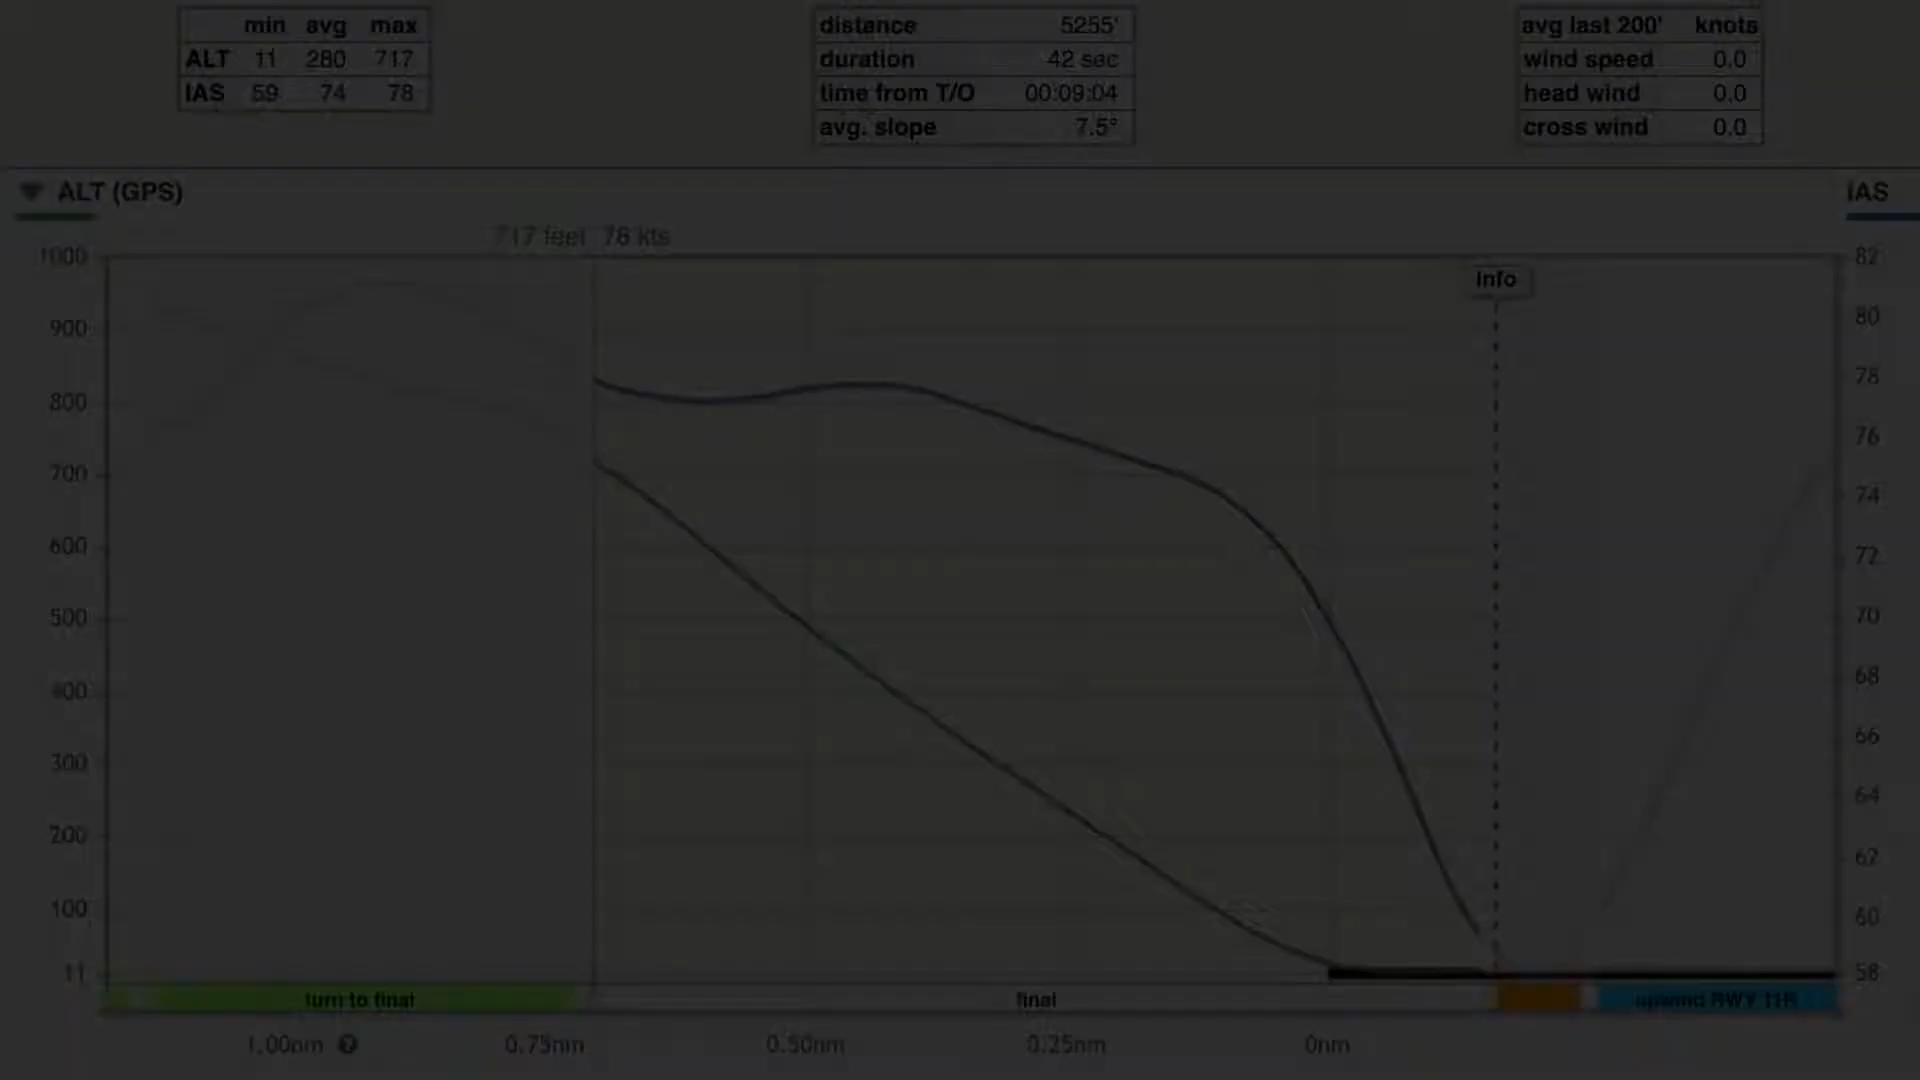 min avg max
ALT 11 280 717
IAS 59 74 78
distance 5255'
duration 42 sec
time from T/O 00:09:04
avg. slope 7.5°
avg last 200' knots
wind speed 0.0
head wind 0.0
cross wind 0.0
ALT (GPS)
IAS
717 feet 78 kts
Info
1000
900
800
700
600
500
400
300
200
100
11
82
80
78
76
74
72
70
68
66
64
62
60
58
turn to final
final
upwind RWY 11R
1.00nm ?
0.75nm
0.50nm
0.25nm
0nm